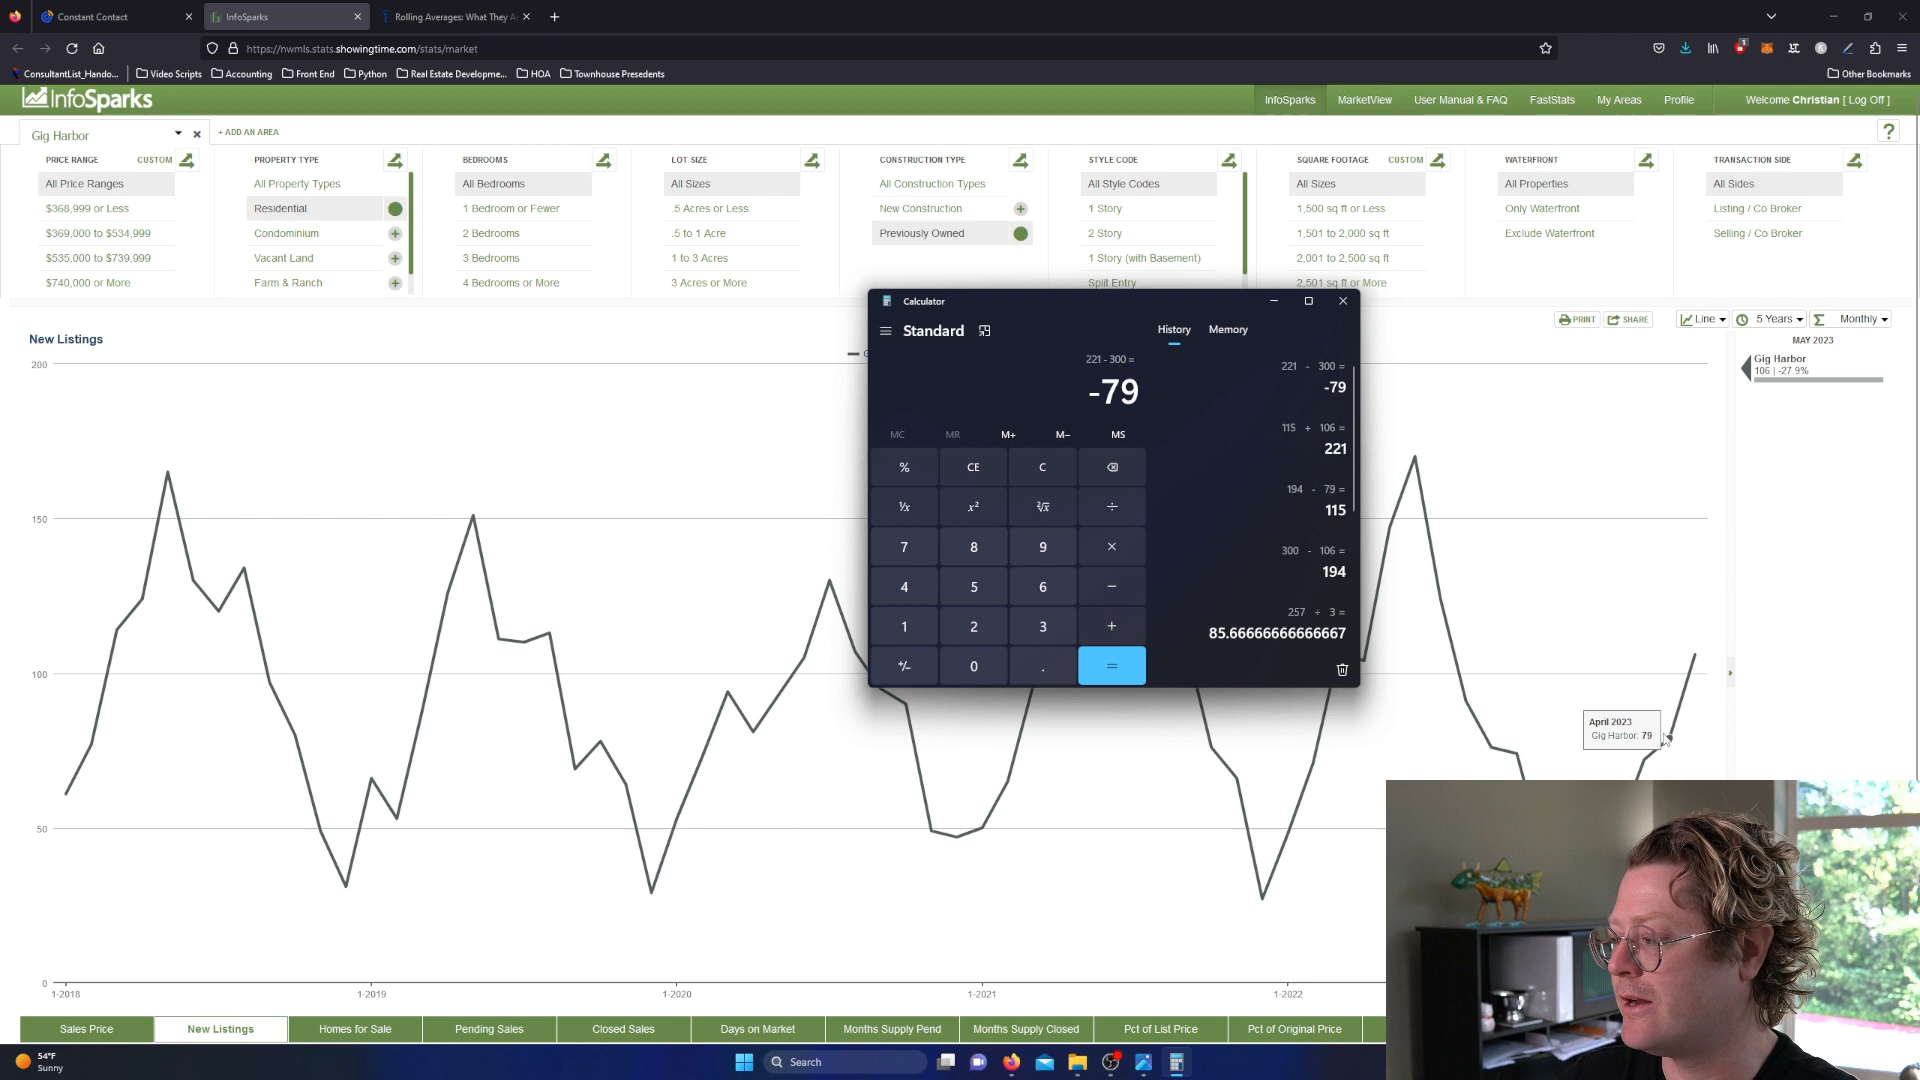 Constant Contact
InfoSparks
Rolling Averages: What They A
https://nwmls.stats.showingtime.com/stats/market
1
ConsultantList_Hando...
Video Scripts
Accounting
Front End
Python
Real Estate Developme...
HOA
Townhouse Presedents
Other Bookmarks
InfoSparks
InfoSparks
MarketView
User Manual & FAQ
FastStats
My Areas
Profile
Welcome Christian [ Log Off ]
Gig Harbor
+ ADD AN AREA
?
PRICE RANGE CUSTOM
All Price Ranges
$368,999 or Less
$369,000 to $534,999
$535,000 to $739,999
$740,000 or More
PROPERTY TYPE
All Property Types
Residential
Condominium
Vacant Land
Farm & Ranch
BEDROOMS
All Bedrooms
1 Bedroom or Fewer
2 Bedrooms
3 Bedrooms
4 Bedrooms or More
LOT SIZE
All Sizes
.5 Acres or Less
.5 to 1 Acre
1 to 3 Acres
3 Acres or More
CONSTRUCTION TYPE
All Construction Types
New Construction
Previously Owned
STYLE CODE
All Style Codes
1 Story
2 Story
1 Story (with Basement)
Split Entry
SQUARE FOOTAGE CUSTOM
All Sizes
1,500 sq ft or Less
1,501 to 2,000 sq ft
2,001 to 2,500 sq ft
2,501 sq ft or More
WATERFRONT
All Properties
Only Waterfront
Exclude Waterfront
TRANSACTION SIDE
All Sides
Listing / Co Broker
Selling / Co Broker
PRINT
SHARE
Line
5 Years
Monthly
New Listings
MAY 2023
Gig Harbor
106 | -27.9%
200
150
100
50
0
1-2018
1-2019
1-2020
1-2021
1-2022
April 2023
Gig Harbor: 79
Calculator
Standard
History
Memory
221 - 300 =
-79
MC
MR
M+
M−
MS
%
CE
C
⌫
⅟x
x²
²√x
÷
7
8
9
×
4
5
6
−
1
2
3
+
+/−
0
.
=
221 - 300 =
-79
115 + 106 =
221
194 - 79 =
115
300 - 106 =
194
257 ÷ 3 =
85.66666666666667
Sales Price
New Listings
Homes for Sale
Pending Sales
Closed Sales
Days on Market
Months Supply Pend
Months Supply Closed
Pct of List Price
Pct of Original Price
54°F
Sunny
Search